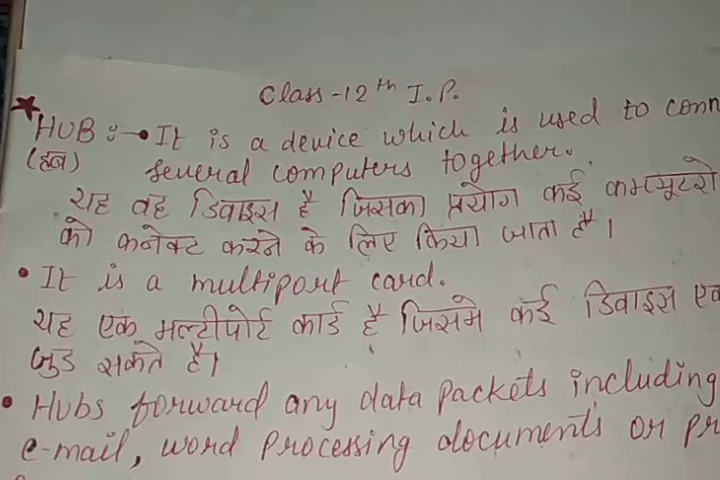 Class-12th I.P.
HUB :- • It is a device which is used to conn
(हब) several computers together.
यह वह डिवाइस है जिसका प्रयोग कई कम्प्यूटरो
को कनेक्ट करने के लिए किया जाता है।
• It is a multiport card.
यह एक मल्टीपोर्ट कार्ड है जिसमे कई डिवाइस
जुड सकते है।
• Hubs forward any data packets including
e-mail, word processing documents or pr